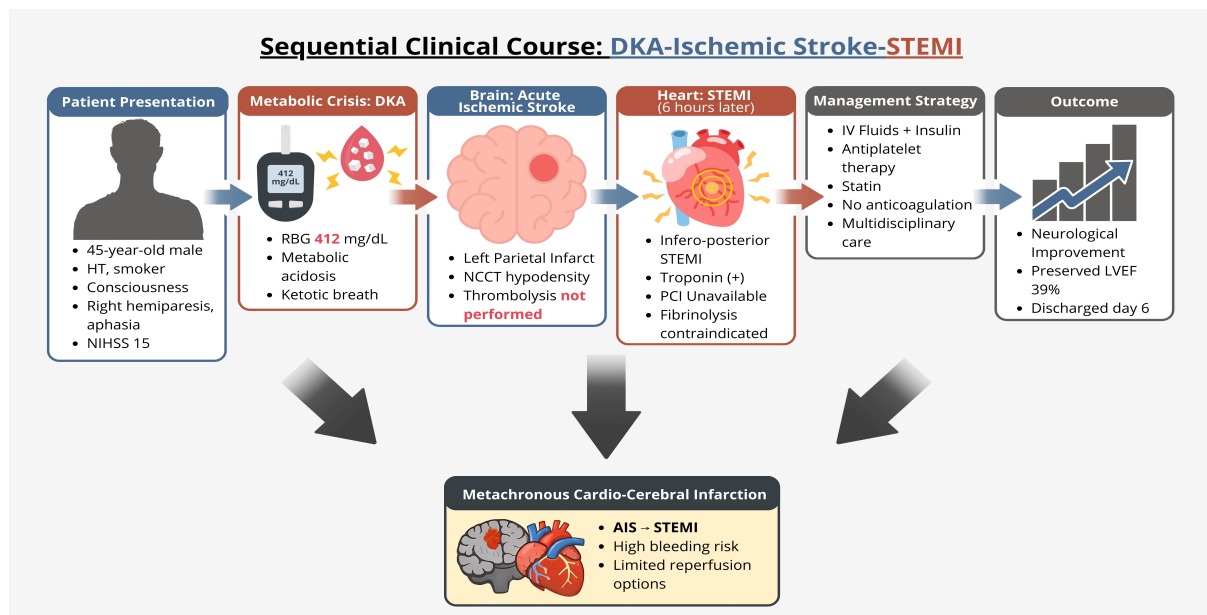 Sequential Clinical Course: DKA-Ischemic Stroke-STEMI
Patient Presentation
45-year-old male
HT, smoker
Consciousness
Right hemiparesis,
aphasia
NIHSS 15
Metabolic Crisis: DKA
412
mg/dL
RBG 412 mg/dL
Metabolic
acidosis
Ketotic breath
Brain: Acute
Ischemic Stroke
Left Parietal Infarct
NCCT hypodensity
Thrombolysis not
performed
Heart: STEMI
(6 hours later)
Infero-posterior
STEMI
Troponin (+)
PCI Unavailable
Fibrinolysis
contraindicated
Management Strategy
IV Fluids + Insulin
Antiplatelet
therapy
Statin
No anticoagulation
Multidisciplinary
care
Outcome
Neurological
Improvement
Preserved LVEF
39%
Discharged day 6
Metachronous Cardio-Cerebral Infarction
AIS → STEMI
High bleeding risk
Limited reperfusion
options